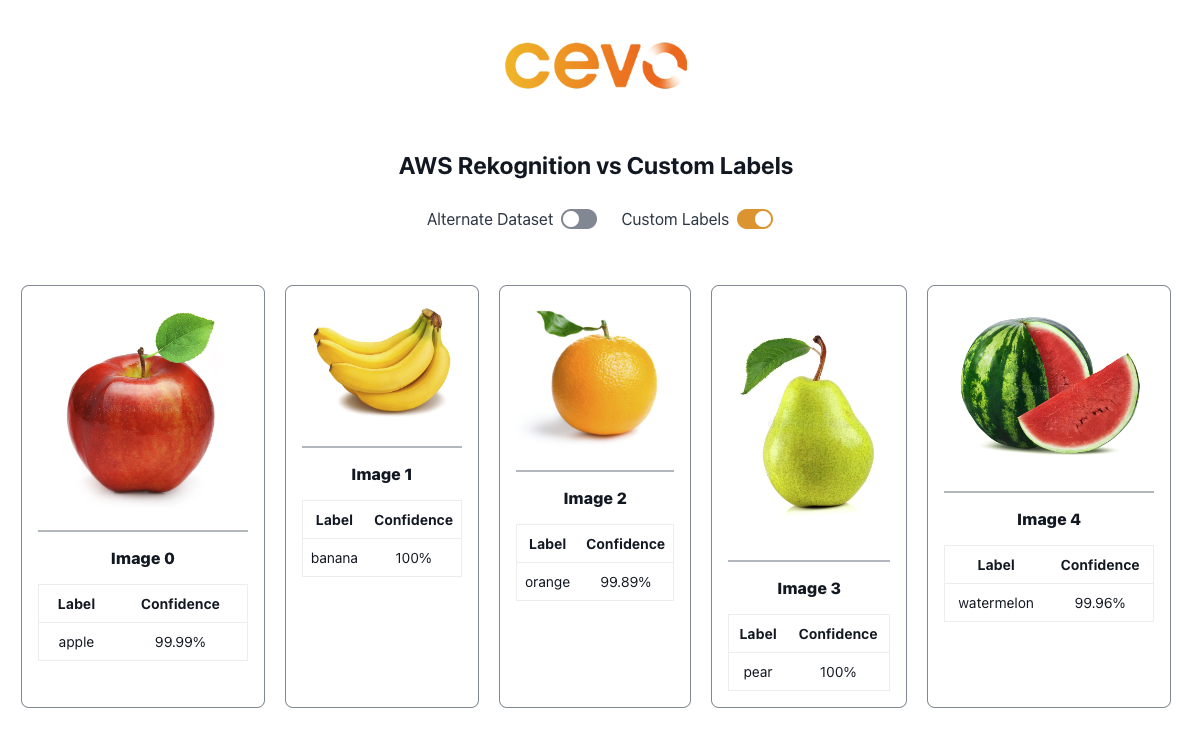 cevo
AWS Rekognition vs Custom Labels
Alternate Dataset Custom Labels
Image 0
Label Confidence
apple 99.99%
Image 1
Label Confidence
banana 100%
Image 2
Label Confidence
orange 99.89%
Image 3
Label Confidence
pear 100%
Image 4
Label Confidence
watermelon 99.96%